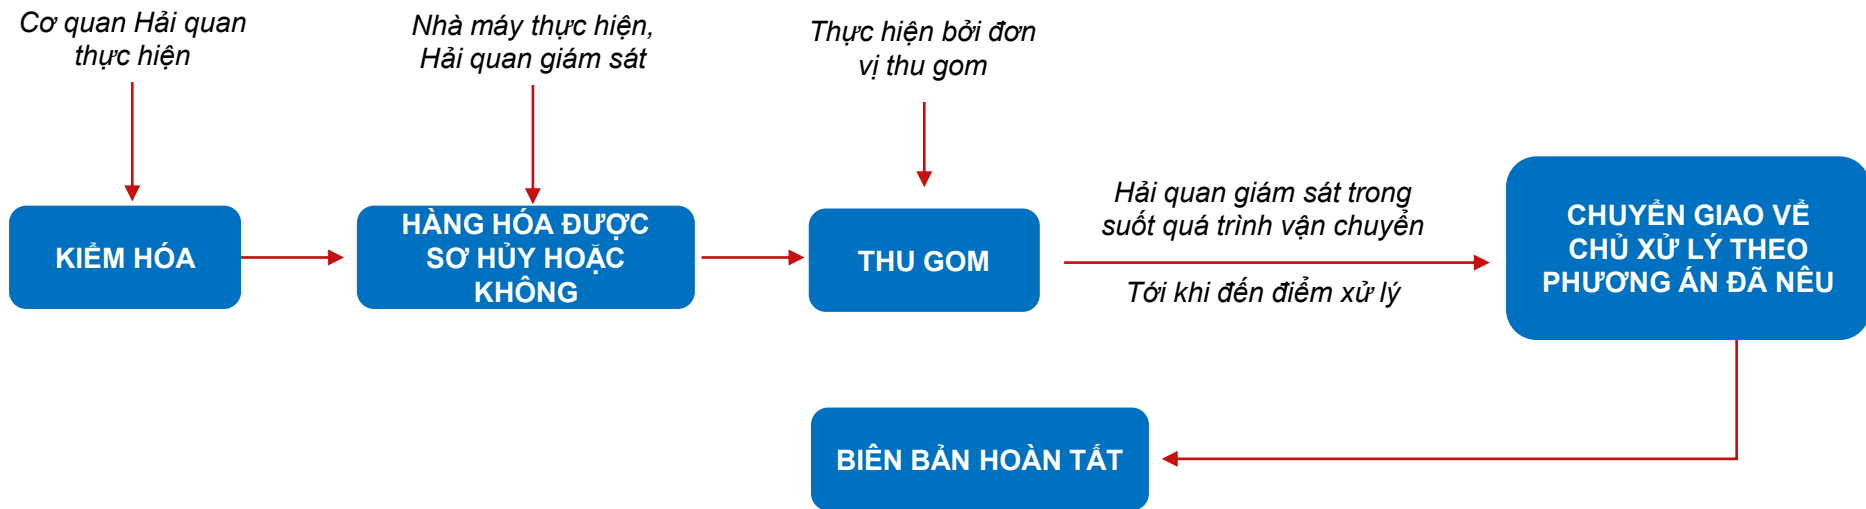 Cơ quan Hải quan
thực hiện
Nhà máy thực hiện,
Hải quan giám sát
Thực hiện bởi đơn
vị thu gom
KIỂM HÓA
HÀNG HÓA ĐƯỢC
SƠ HỦY HOẶC
KHÔNG
THU GOM
Hải quan giám sát trong
suốt quá trình vận chuyển
Tới khi đến điểm xử lý
CHUYỂN GIAO VỀ
CHỦ XỬ LÝ THEO
PHƯƠNG ÁN ĐÃ NÊU
BIÊN BẢN HOÀN TẤT